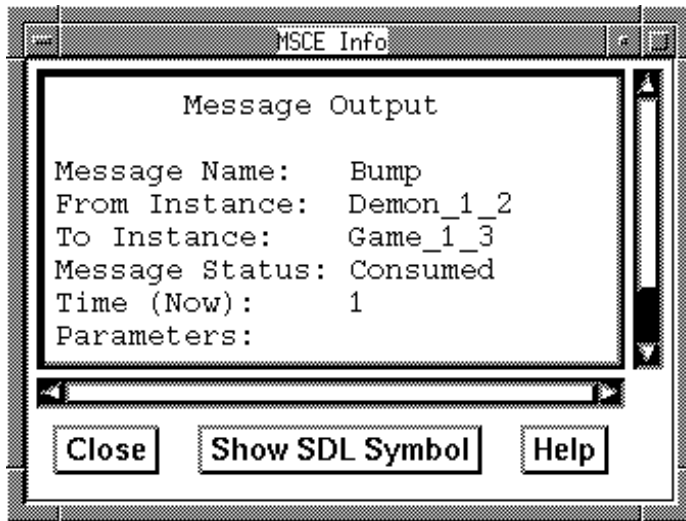 MSCE Info
Message Output
Message Name: Bump
From Instance: Demon_1_2
To Instance: Game_1_3
Message Status: Consumed
Time (Now): 1
Parameters:
Close Show SDL Symbol Help